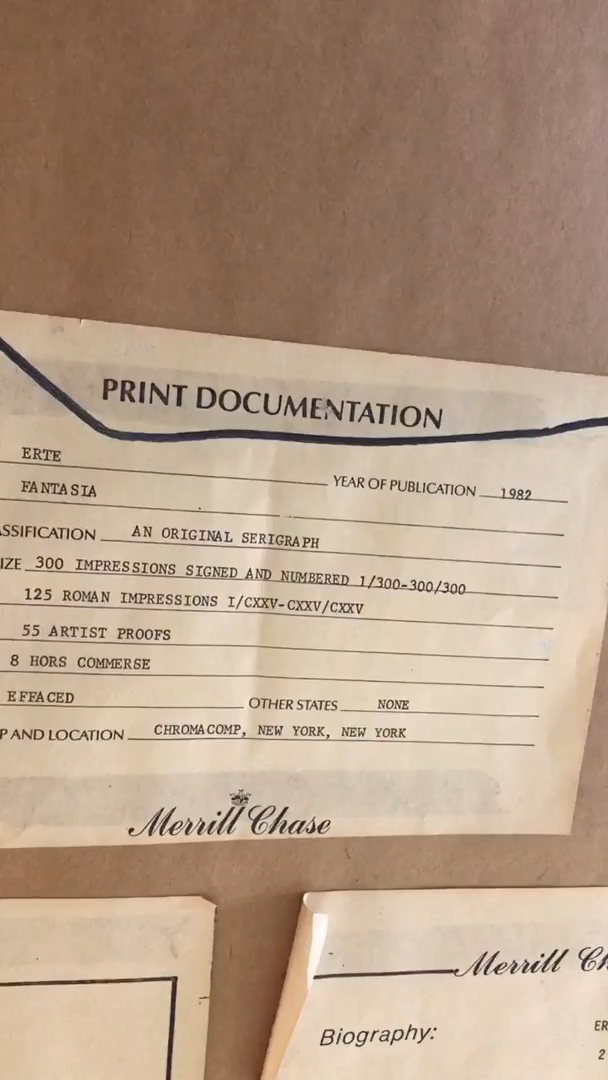 PRINT DOCUMENTATION
ERTE
YEAR OF PUBLICATION 1982
FANTASIA
ASSIFICATION AN ORIGINAL SERIGRAPH
IZE 300 IMPRESSIONS SIGNED AND NUMBERED 1/300-300/300
125 ROMAN IMPRESSIONS I/CXXV-CXXV/CXXV
55 ARTIST PROOFS
8 HORS COMMERSE
EFFACED OTHER STATES NONE
P AND LOCATION CHROMACOMP, NEW YORK, NEW YORK
Merrill Chase
Merrill Ch
Biography: ER
2